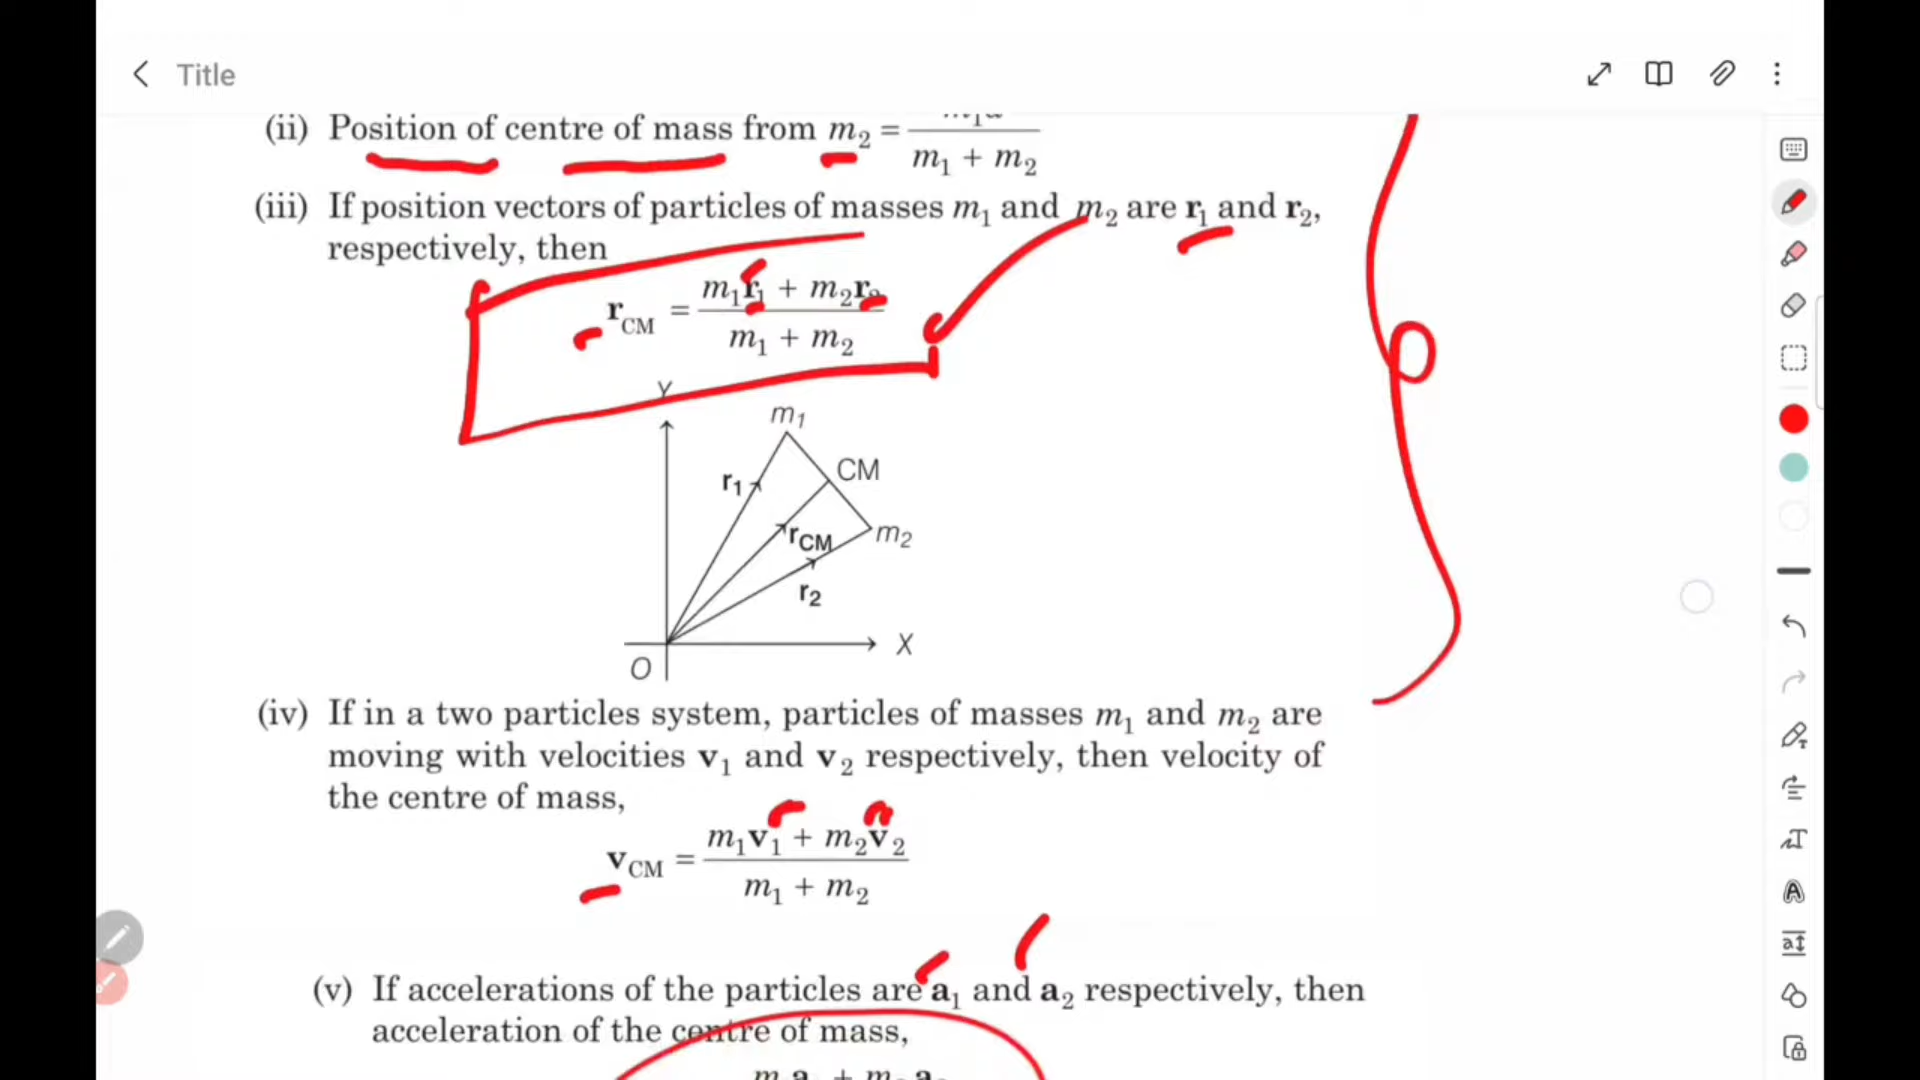 Title
(ii) Position of centre of mass from m₂ = m₁d / m₁ + m₂
(iii) If position vectors of particles of masses m₁ and m₂ are r₁ and r₂,
respectively, then
r_CM = m₁r₁ + m₂r₂ / m₁ + m₂
Y
m₁
CM
r₁
r_CM
m₂
r₂
X
O
(iv) If in a two particles system, particles of masses m₁ and m₂ are
moving with velocities v₁ and v₂ respectively, then velocity of
the centre of mass,
v_CM = m₁v₁ + m₂v₂ / m₁ + m₂
(v) If accelerations of the particles are a₁ and a₂ respectively, then
acceleration of the centre of mass,